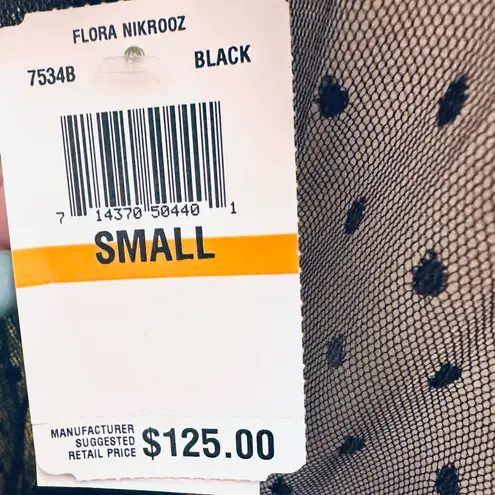 FLORA NIKROOZ
7534B BLACK
7 14370 50440 1
SMALL
MANUFACTURER
SUGGESTED
RETAIL PRICE $125.00